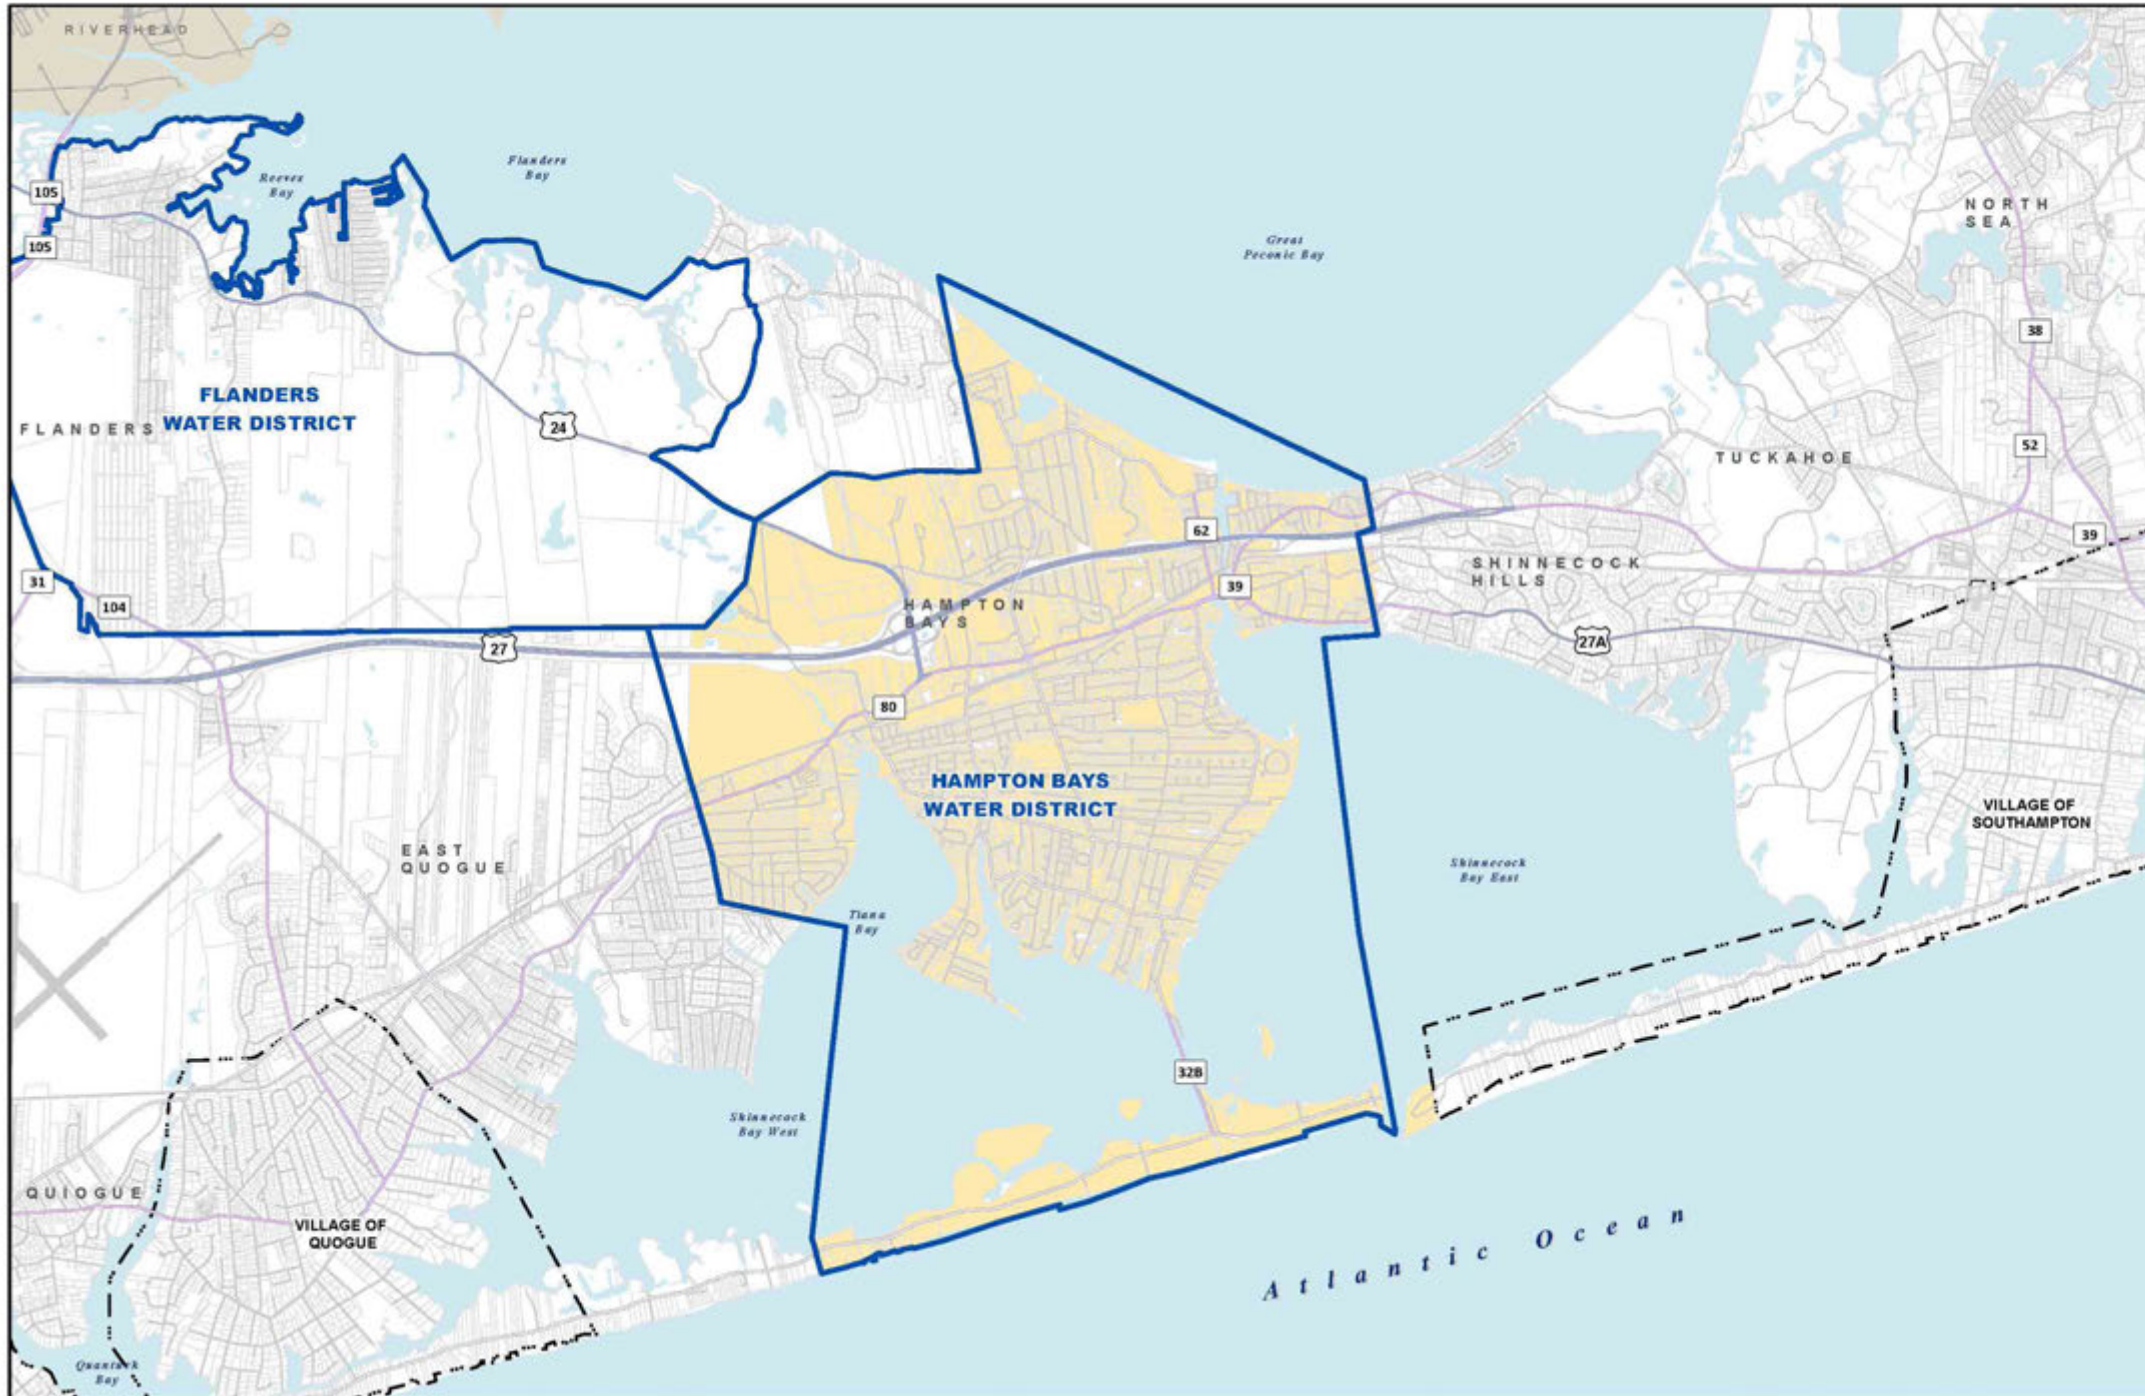 RIVERHEAD
105
105
Reeves
Bay
Flanders
Bay
Great
Peconic Bay
NORTH
SEA
38
FLANDERS
WATER DISTRICT
FLANDERS
24
52
TUCKAHOE
62
39
31
104
27
HAMPTON
BAYS
39
SHINNECOCK
HILLS
27A
80
HAMPTON BAYS
WATER DISTRICT
VILLAGE OF
SOUTHAMPTON
EAST
QUOGUE
Shinnecock
Bay East
Tiana
Bay
32B
Shinnecock
Bay West
QUIOGUE
VILLAGE OF
QUOGUE
Atlantic Ocean
Quantuck
Bay